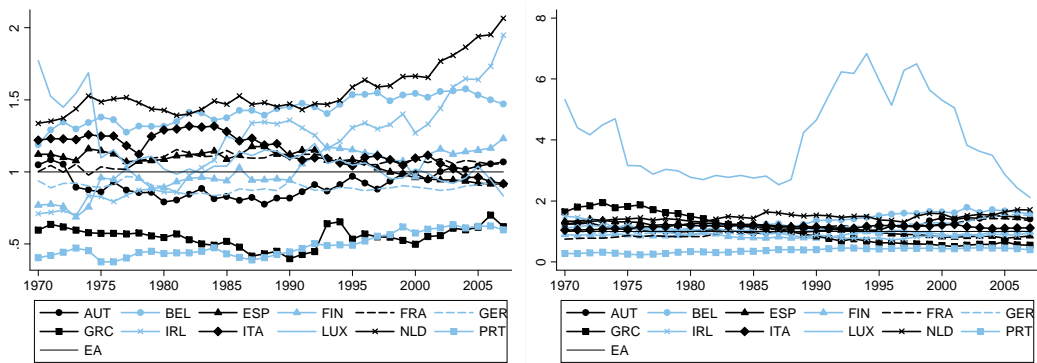 2
1.5
1
.5
1970 1975 1980 1985 1990 1995 2000 2005
AUT BEL ESP FIN FRA GER
GRC IRL ITA LUX NLD PRT
EA
8
6
4
2
0
1970 1975 1980 1985 1990 1995 2000 2005
AUT BEL ESP FIN FRA GER
GRC IRL ITA LUX NLD PRT
EA